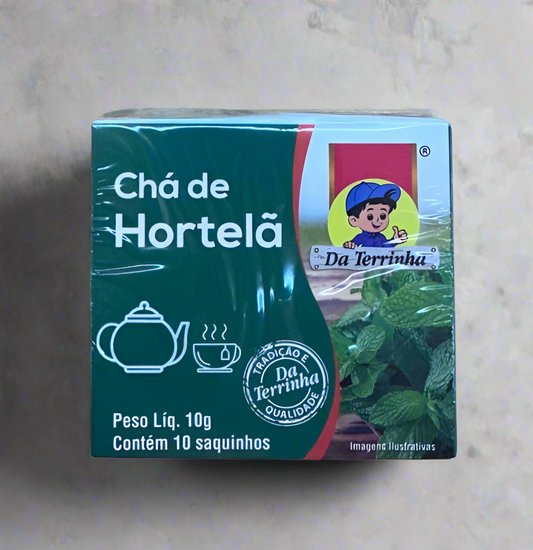 Chá de
Hortelã
®
Da Terrinha
TRADIÇÃO E
Da
Terrinha
QUALIDADE
Peso Líq. 10g
Contém 10 saquinhos
Imagens Ilustrativas